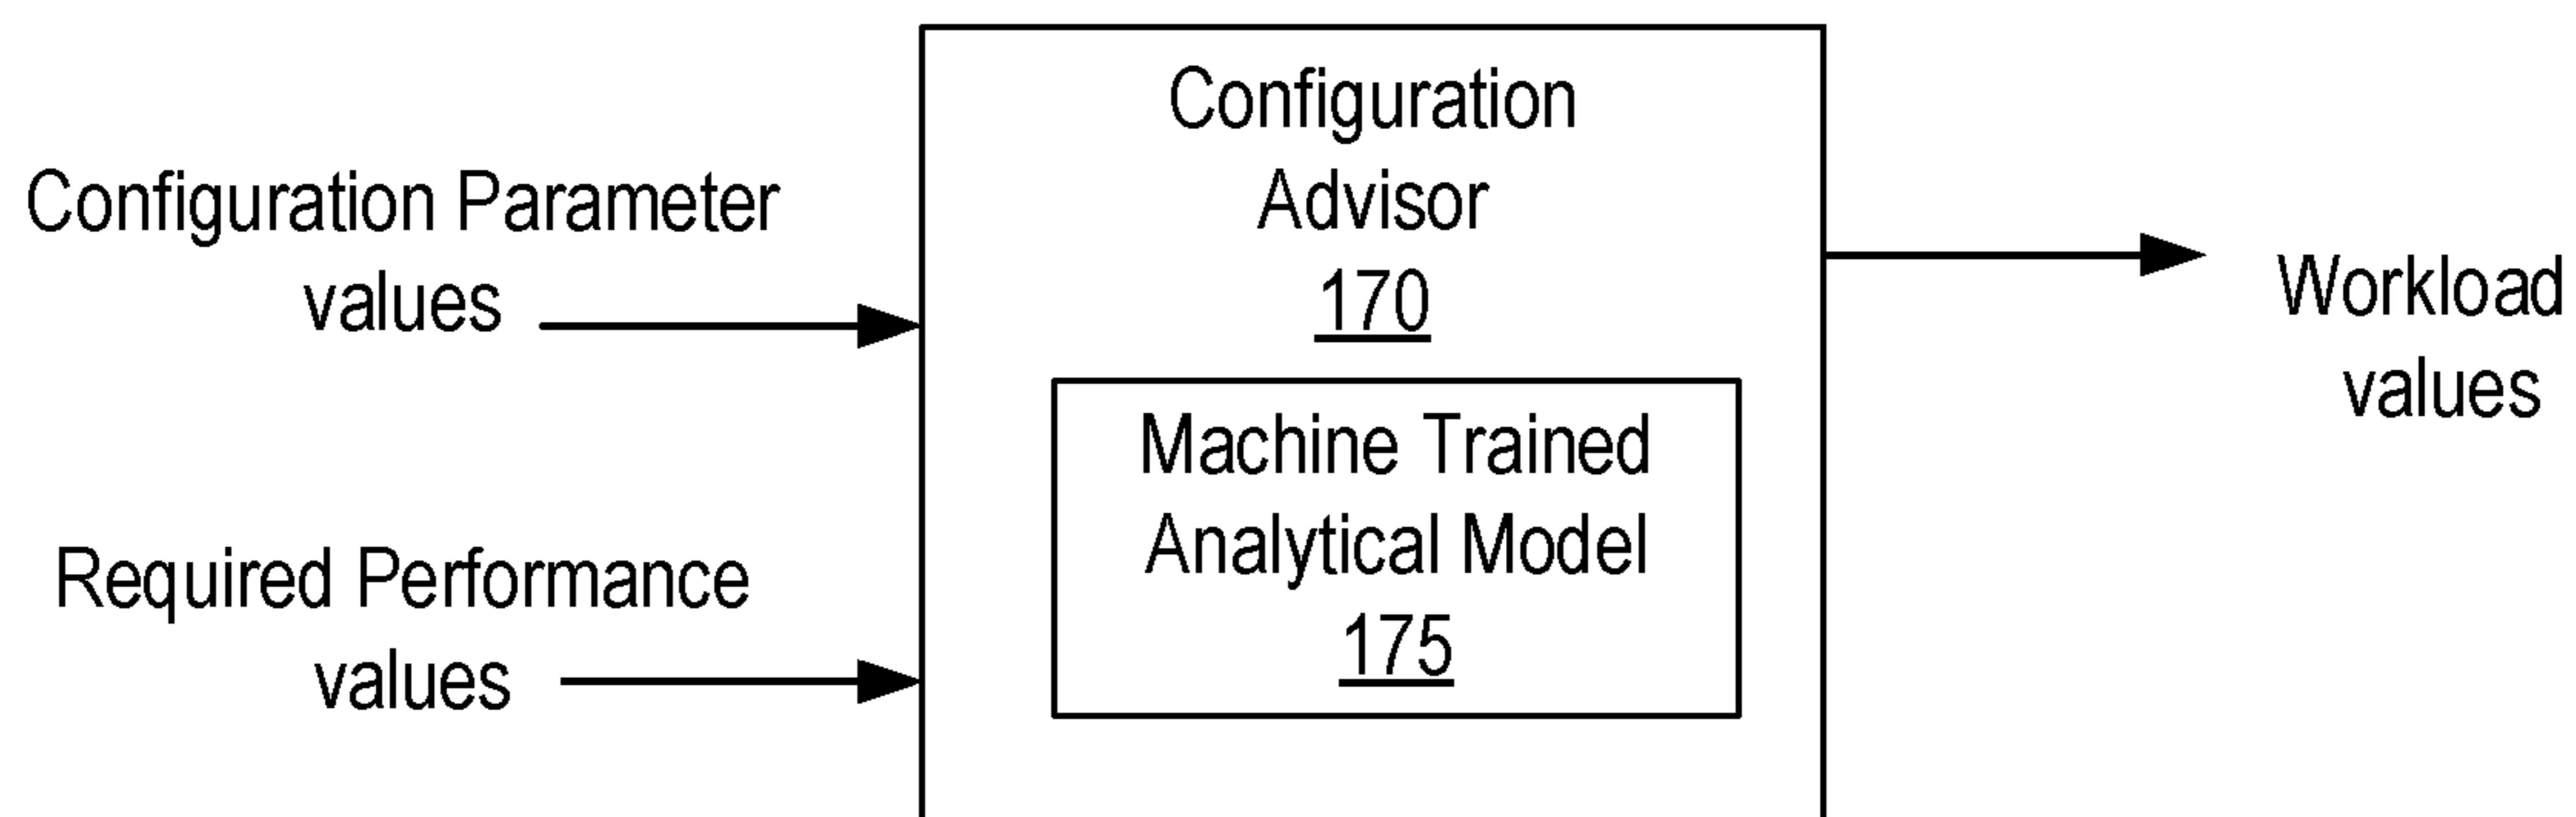 Configuration Parameter
values
Required Performance
values
Configuration
Advisor
170
Machine Trained
Analytical Model
175
Workload
values